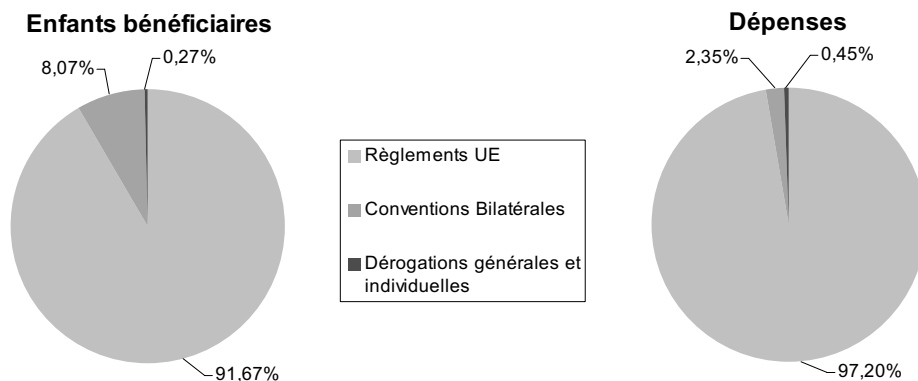 Enfants bénéficiaires
8,07%
0,27%
91,67%
Règlements UE
Conventions Bilatérales
Dérogations générales et
individuelles
Dépenses
2,35%
0,45%
97,20%